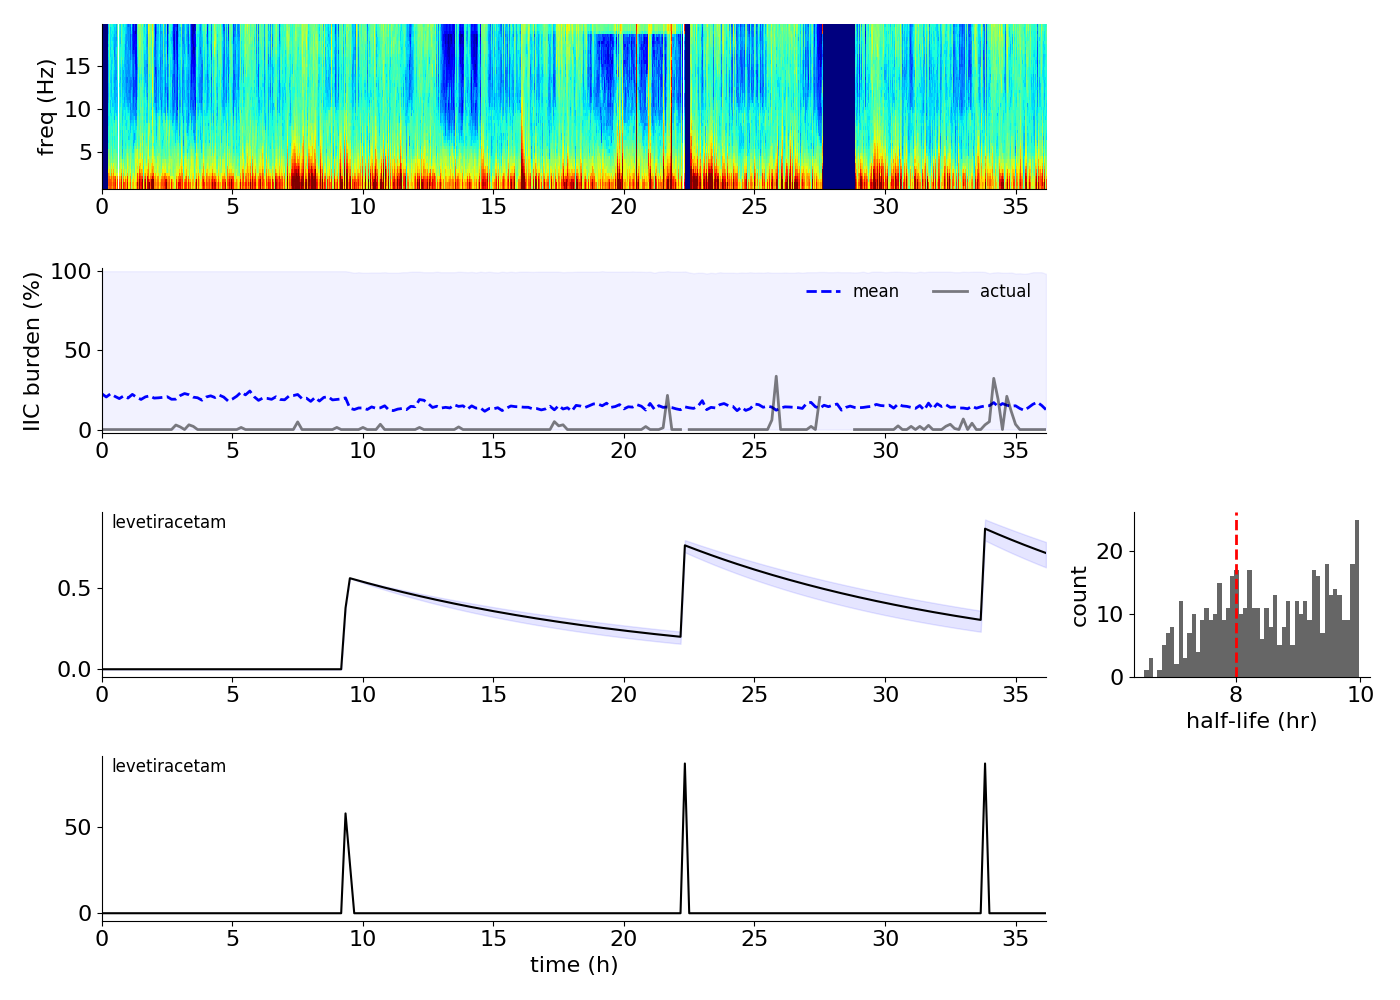 freq (Hz)
15
10
5
0 5 10 15 20 25 30 35
IIC burden (%)
100
50
0
mean actual
0 5 10 15 20 25 30 35
levetiracetam
0.5
0.0
0 5 10 15 20 25 30 35
count
20
10
0
8 10
half-life (hr)
levetiracetam
50
0
0 5 10 15 20 25 30 35
time (h)